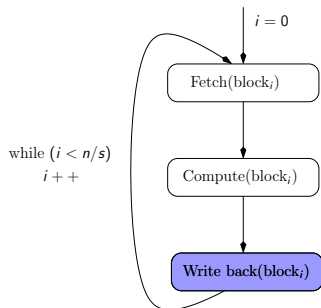 i = 0
Fetch(block_i)
while (i < n/s)
i + +
Compute(block_i)
Write back(block_i)